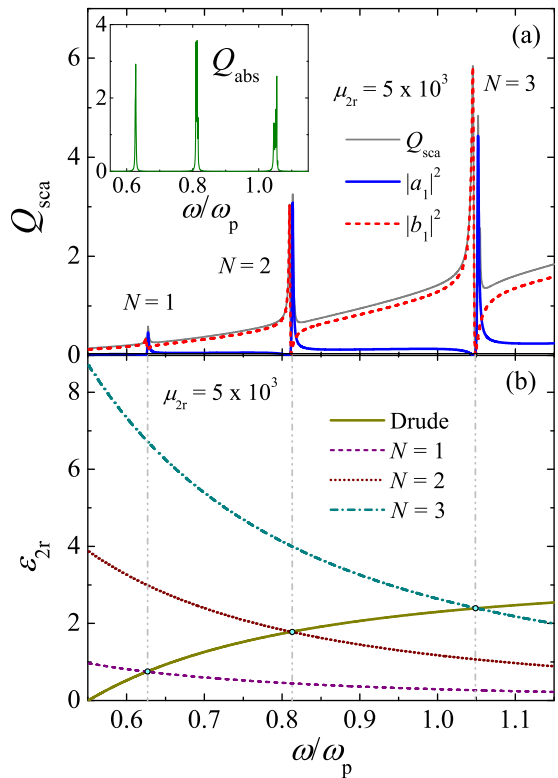 (a)
6
4
2
0
Q_sca
4
2
0
Q_abs
0.6 0.8 1.0
ω/ω_p
μ_2r = 5 x 10^3
N = 3
Q_sca
|a_1|^2
|b_1|^2
N = 2
N = 1
(b)
μ_2r = 5 x 10^3
Drude
N = 1
N = 2
N = 3
8
6
4
2
0
ε_2r
0.6 0.7 0.8 0.9 1.0 1.1
ω/ω_p